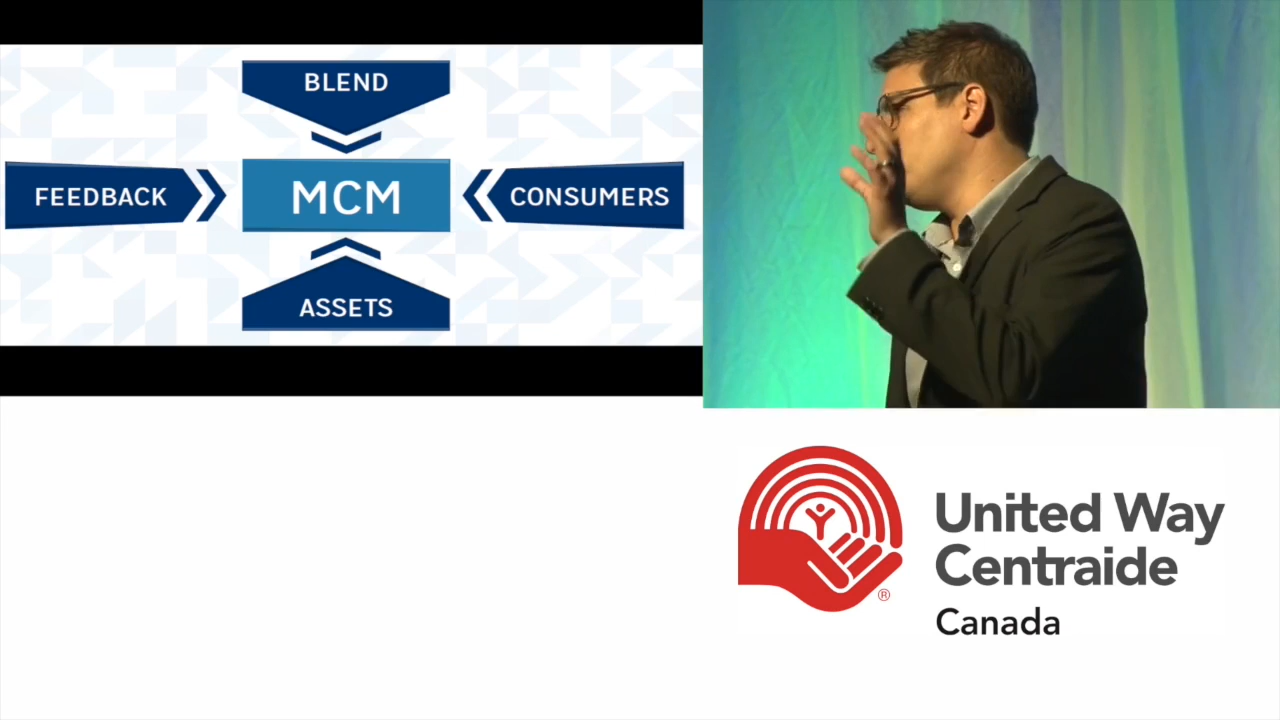 BLEND
FEEDBACK
MCM
CONSUMERS
ASSETS
United Way
Centraide
Canada
®